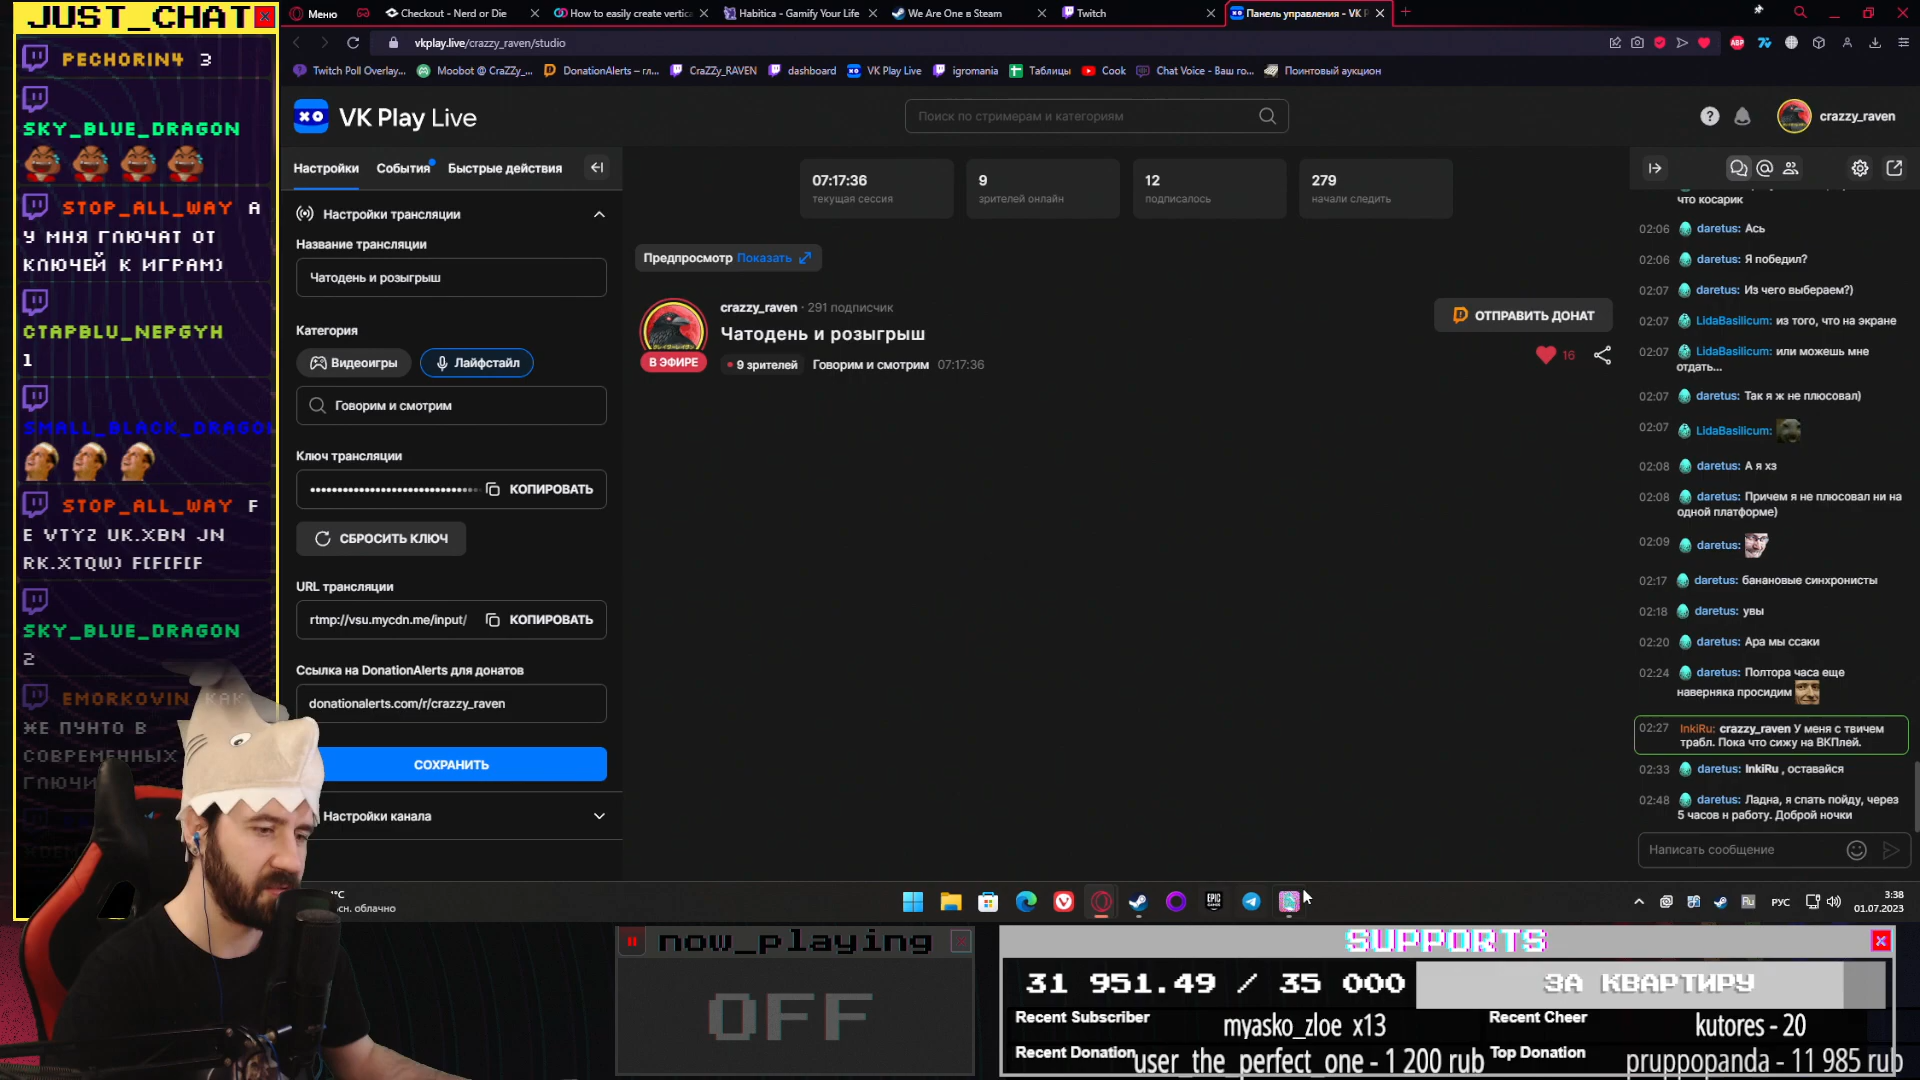 JUST_CHAT
PECHORIN4 3
SKY_BLUE_DRAGON
STOP_ALL_WAY А
У МНЯ ГЛЮЧАТ ОТ
КЛЮЧЕЙ К ИГРАМ)
CTAPBLU_NEPGYH
1
SMALL_BLACK_DRAGO
STOP_ALL_WAY F
E VTYZ UK.XBN JN
RK.XTQW) F[F[F[F
SKY_BLUE_DRAGON
2
EMORKOVIN КАК
ЖЕ ПУНТО В
СОВРЕМЕННЫХ
ГЛЮЧИ
Меню
Checkout - Nerd or Die
How to easily create vertica
Habitica - Gamify Your Life
We Are One в Steam
Twitch
Панель управления - VK P
vkplay.live/crazzy_raven/studio
Twitch Poll Overlay...
Moobot @ CraZZy_...
DonationAlerts – гл...
CraZZy_RAVEN
dashboard
VK Play Live
igromania
Таблицы
Cook
Chat Voice - Ваш го...
Поинтовый аукцион
VK Play Live
Поиск по стримерам и категориям
crazzy_raven
Настройки
События
Быстрые действия
Настройки трансляции
Название трансляции
Чатодень и розыгрыш
Категория
Видеоигры
Лайфстайл
Говорим и смотрим
Ключ трансляции
КОПИРОВАТЬ
СБРОСИТЬ КЛЮЧ
URL трансляции
rtmp://vsu.mycdn.me/input/
КОПИРОВАТЬ
Ссылка на DonationAlerts для донатов
donationalerts.com/r/crazzy_raven
СОХРАНИТЬ
Настройки канала
07:17:36
текущая сессия
9
зрителей онлайн
12
подписалось
279
начали следить
Предпросмотр Показать
crazzy_raven · 291 подписчик
Чатодень и розыгрыш
В ЭФИРЕ
9 зрителей
Говорим и смотрим
07:17:36
ОТПРАВИТЬ ДОНАТ
16
что косарик
02:06 daretus: Ась
02:06 daretus: Я победил?
02:07 daretus: Из чего выбераем?)
02:07 LidaBasilicum: из того, что на экране
02:07 LidaBasilicum: или можешь мне
отдать...
02:07 daretus: Так я ж не плюсовал)
02:07 LidaBasilicum:
02:08 daretus: А я хз
02:08 daretus: Причем я не плюсовал ни на
одной платформе)
02:09 daretus:
02:17 daretus: банановые синхронисты
02:18 daretus: увы
02:20 daretus: Ара мы ссаки
02:24 daretus: Полтора часа еще
наверняка просидим
02:27 InkiRu: crazzy_raven У меня с твичем
трабл. Пока что сижу на ВКПлей.
02:33 daretus: InkiRu , оставайся
02:48 daretus: Ладна, я спать пойду, через
5 часов н работу. Доброй ночки
Написать сообщение
°C
сн. облачно
EPIC
Ru
РУС
3:38
01.07.2023
now_playing
OFF
SUPPORTS
31 951.49 / 35 000
ЗА КВАРТИРУ
Recent Subscriber
myasko_zloe x13
Recent Cheer
kutores - 20
Recent Donation
user_the_perfect_one - 1 200 rub
Top Donation
pruppopanda - 11 985 rub